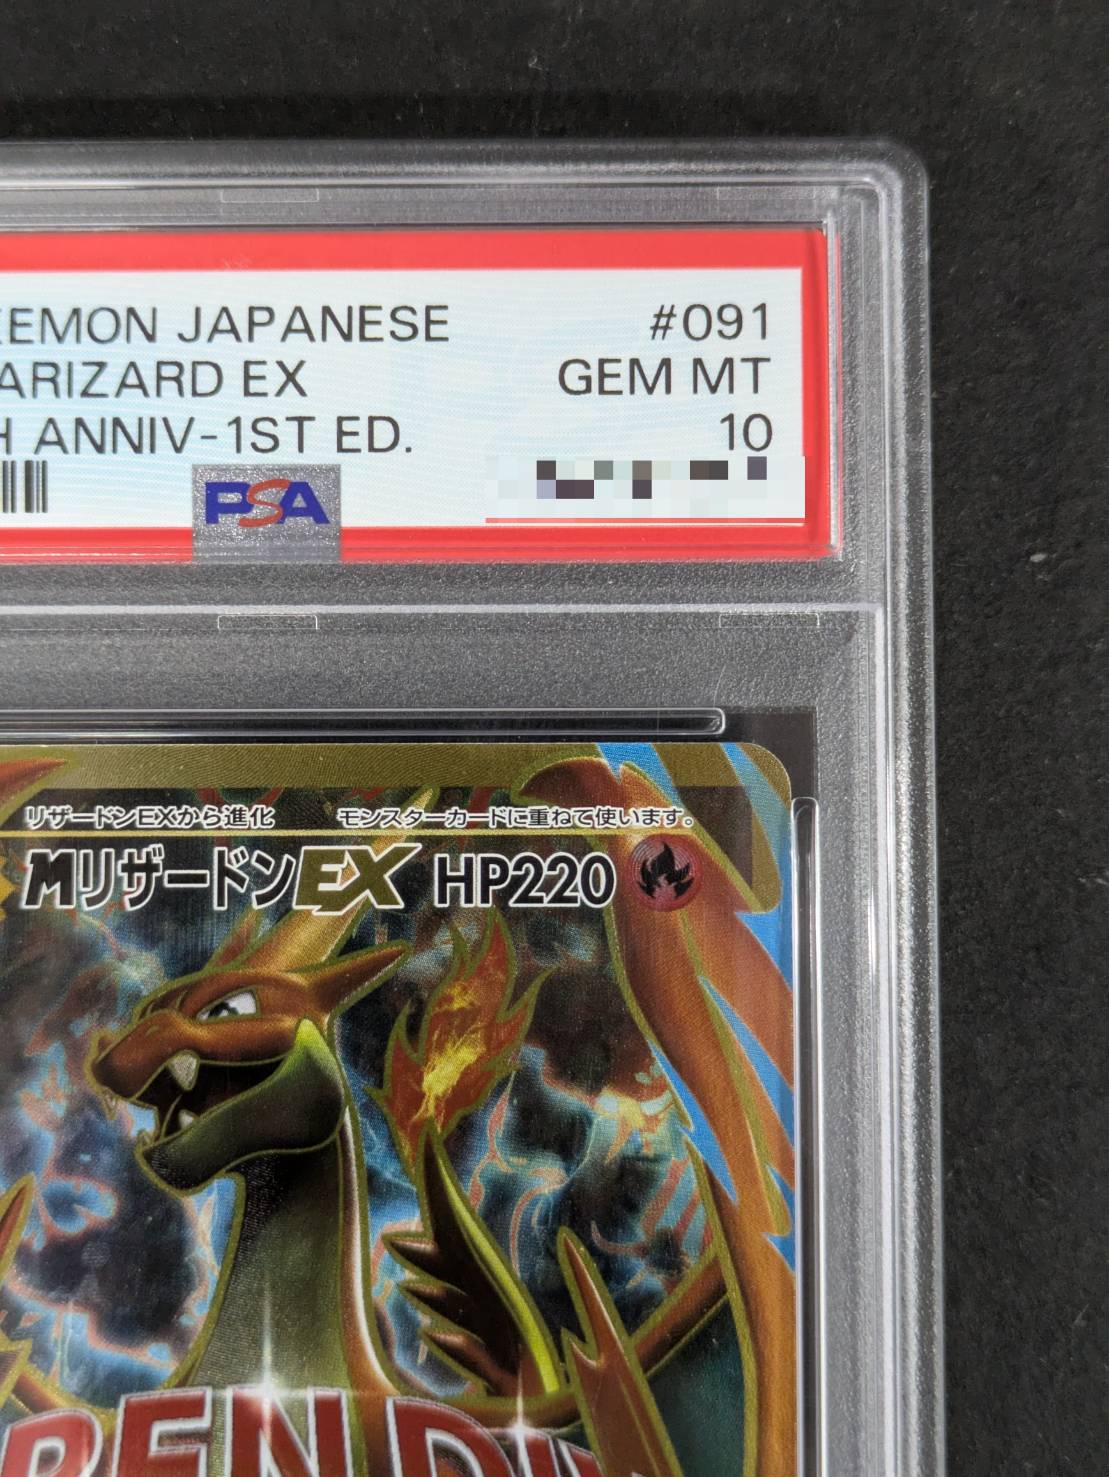 EMON JAPANESE #091
ARIZARD EX GEM MT
H ANNIV-1ST ED. 10
PSA
リザードンEXから進化 モンスターカードに重ねて使います。
MリザードンEX HP220